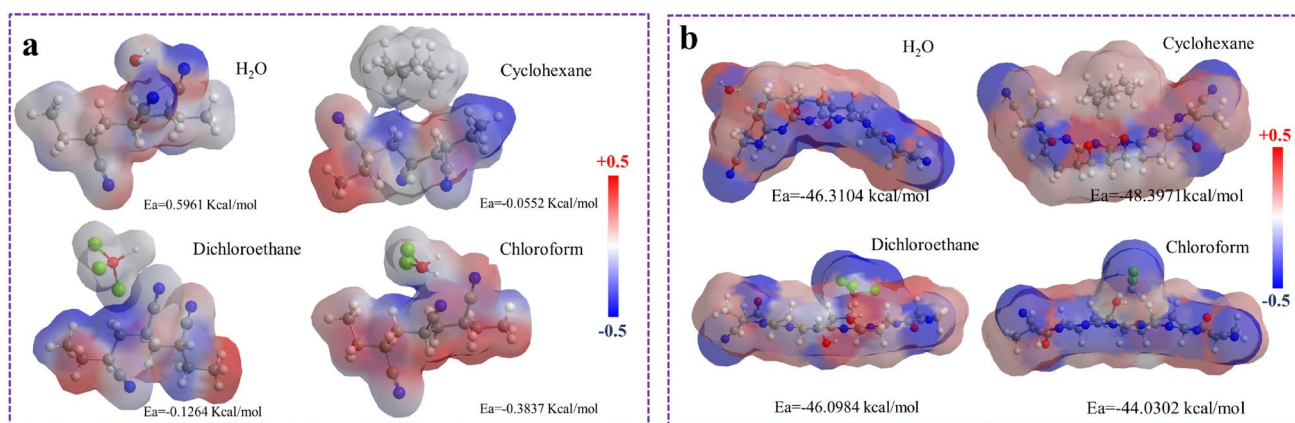 a
H₂O
Ea=0.5961 Kcal/mol
Cyclohexane
Ea=-0.0552 Kcal/mol
Dichloroethane
Ea=-0.1264 Kcal/mol
Chloroform
Ea=-0.3837 Kcal/mol
+0.5
-0.5
b
H₂O
Ea=-46.3104 kcal/mol
Cyclohexane
Ea=-48.3971kcal/mol
Dichloroethane
Ea=-46.0984 kcal/mol
Chloroform
Ea=-44.0302 kcal/mol
+0.5
-0.5